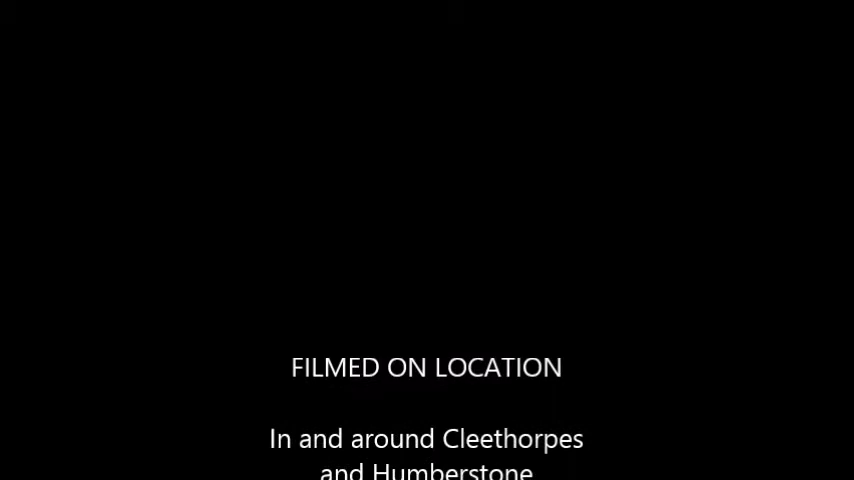 FILMED ON LOCATION
In and around Cleethorpes
and Humberstone